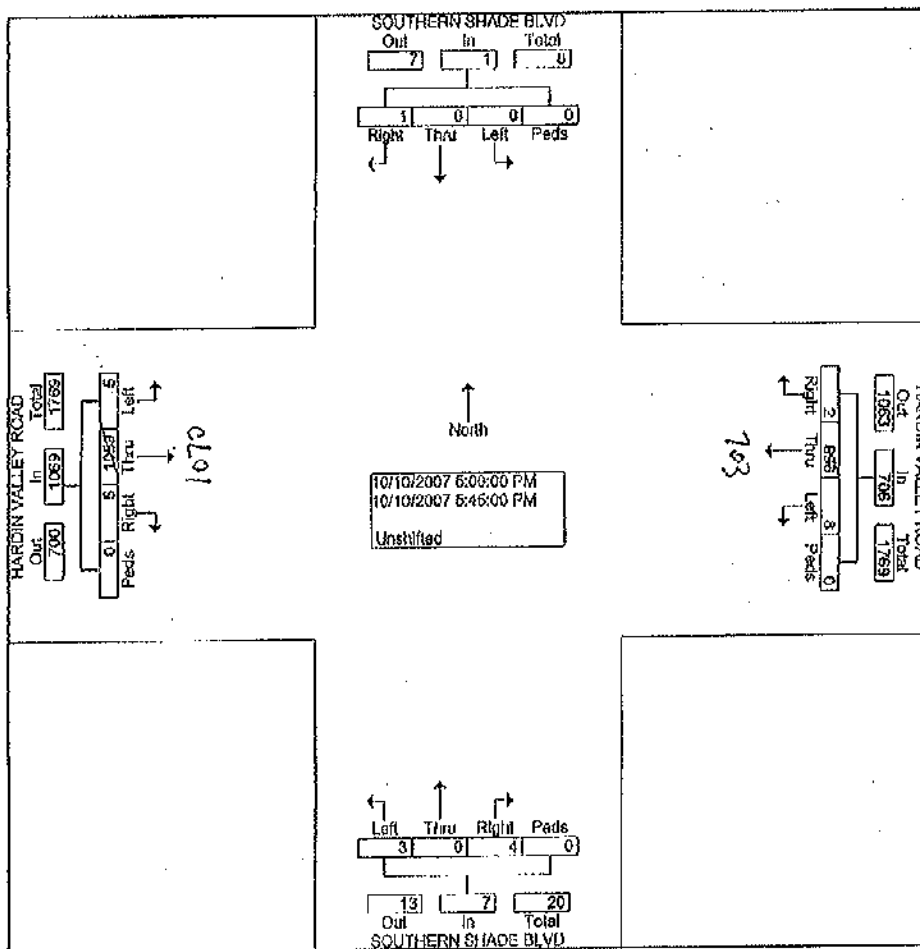 SOUTHERN SHADE BLVD
Out In Total
7 1 8
1 0 0 0
Right Thru Left Peds
HARDIN VALLEY ROAD
Total In Out
1769 1069 700
5 1059 5 0
Left Thru Right Peds
1070
North
10/10/2007 5:00:00 PM
10/10/2007 5:45:00 PM
Unshifted
703
Right Thru Left Peds
2 696 8 0
1063 706 1769
Out In Total
HARDIN VALLEY ROAD
Left Thru Right Peds
3 0 4 0
13 7 20
Out In Total
SOUTHERN SHADE BLVD